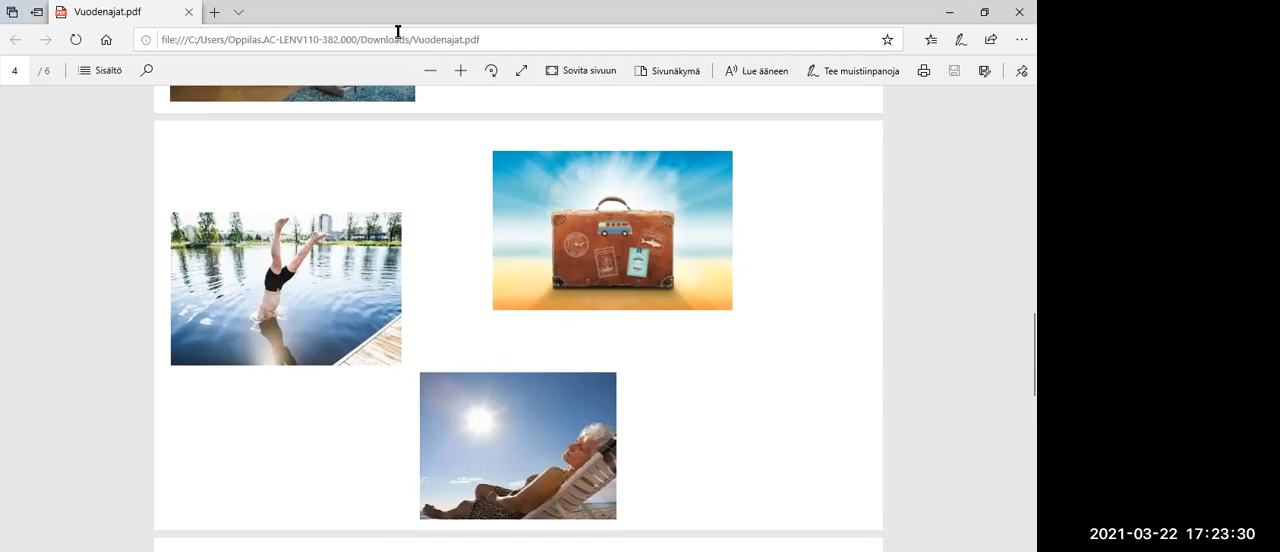 Vuodenajat.pdf
file:///C:/Users/Oppilas.AC-LENV110-382.000/Downloads/Vuodenajat.pdf
4 / 6 Sisältö Sovita sivuun Sivunäkymä Lue ääneen Tee muistiinpanoja
2021-03-22 17:23:30